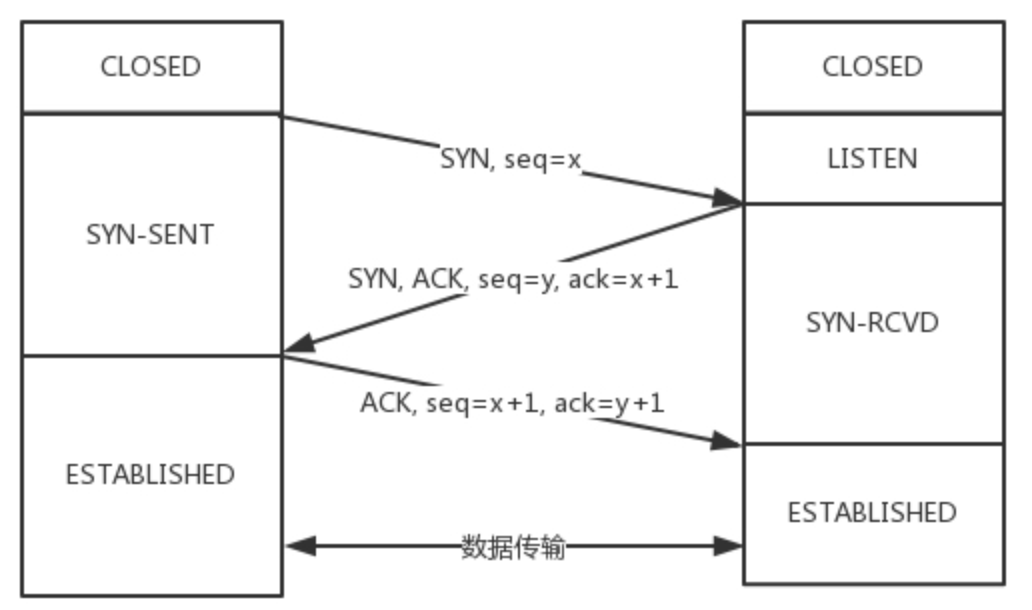 CLOSED
CLOSED
SYN, seq=x
LISTEN
SYN-SENT
SYN, ACK, seq=y, ack=x+1
SYN-RCVD
ACK, seq=x+1, ack=y+1
ESTABLISHED
ESTABLISHED
数据传输